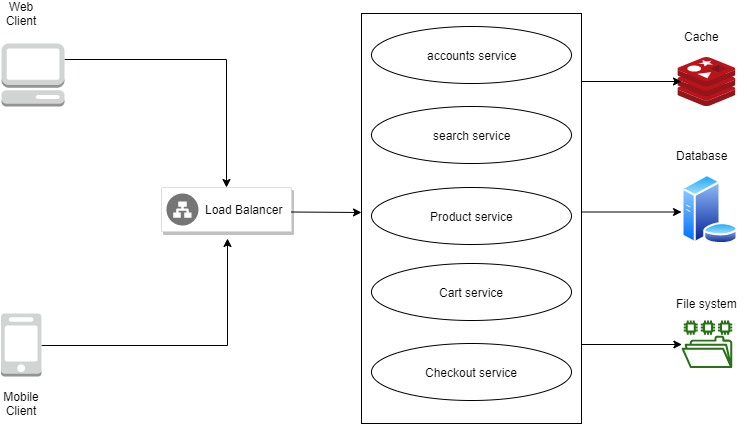 Web
Client
accounts service
Cache
search service
Database
Load Balancer
Product service
Cart service
File system
Checkout service
Mobile
Client